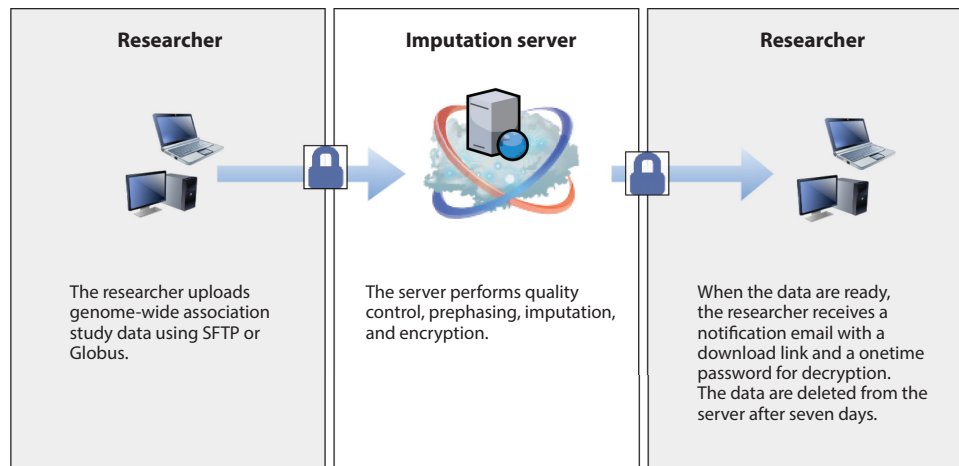 Researcher
Imputation server
Researcher
The researcher uploads
genome-wide association
study data using SFTP or
Globus.
The server performs quality
control, prephasing, imputation,
and encryption.
When the data are ready,
the researcher receives a
notification email with a
download link and a onetime
password for decryption.
The data are deleted from the
server after seven days.